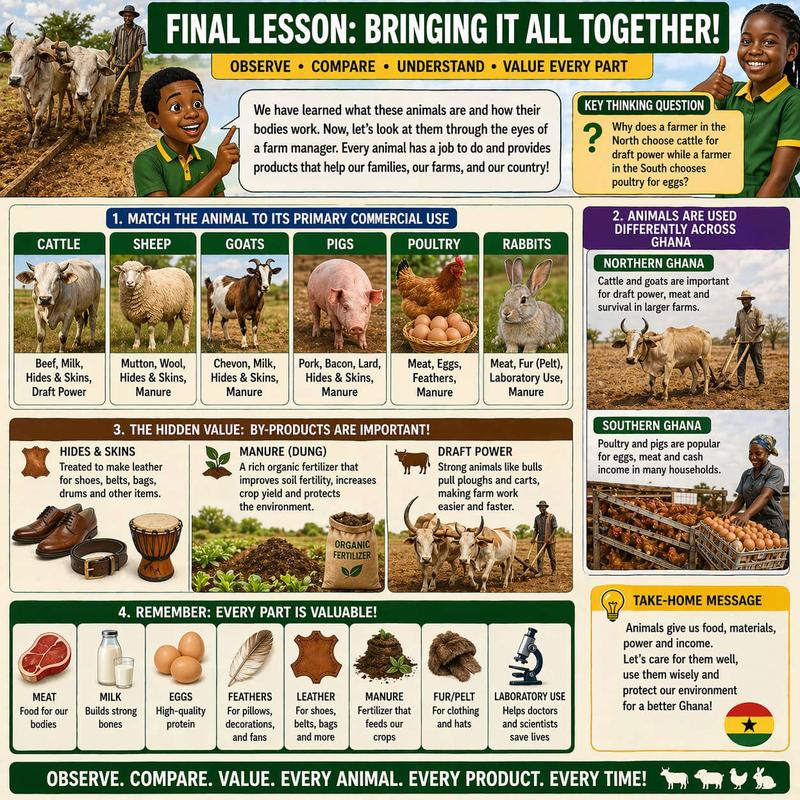 FINAL LESSON: BRINGING IT ALL TOGETHER!
OBSERVE • COMPARE • UNDERSTAND • VALUE EVERY PART
We have learned what these animals are and how their
bodies work. Now, let's look at them through the eyes of
a farm manager. Every animal has a job to do and provides
products that help our families, our farms, and our country!
KEY THINKING QUESTION
?
Why does a farmer in the
North choose cattle for
draft power while a farmer
in the South chooses
poultry for eggs?
1. MATCH THE ANIMAL TO ITS PRIMARY COMMERCIAL USE
CATTLE
Beef, Milk,
Hides & Skins,
Draft Power
SHEEP
Mutton, Wool,
Hides & Skins,
Manure
GOATS
Chevon, Milk,
Hides & Skins,
Manure
PIGS
Pork, Bacon, Lard,
Hides & Skins,
Manure
POULTRY
Meat, Eggs,
Feathers,
Manure
RABBITS
Meat, Fur (Pelt),
Laboratory Use,
Manure
2. ANIMALS ARE USED
DIFFERENTLY ACROSS
GHANA
NORTHERN GHANA
Cattle and goats are important
for draft power, meat and
survival in larger farms.
SOUTHERN GHANA
Poultry and pigs are popular
for eggs, meat and cash
income in many households.
3. THE HIDDEN VALUE: BY-PRODUCTS ARE IMPORTANT!
HIDES & SKINS
Treated to make leather
for shoes, belts, bags,
drums and other items.
MANURE (DUNG)
A rich organic fertilizer that
improves soil fertility, increases
crop yield and protects
the environment.
ORGANIC
FERTILIZER
DRAFT POWER
Strong animals like bulls
pull ploughs and carts,
making farm work
easier and faster.
4. REMEMBER: EVERY PART IS VALUABLE!
MEAT
Food for our
bodies
MILK
Builds strong
bones
EGGS
High-quality
protein
FEATHERS
For pillows,
decorations,
and fans
LEATHER
For shoes,
belts, bags
and more
MANURE
Fertilizer that
feeds our
crops
FUR/PELT
For clothing
and hats
LABORATORY USE
Helps doctors
and scientists
save lives
TAKE-HOME MESSAGE
Animals give us food, materials,
power and income.
Let's care for them well,
use them wisely and
protect our environment
for a better Ghana!
OBSERVE. COMPARE. VALUE. EVERY ANIMAL. EVERY PRODUCT. EVERY TIME!